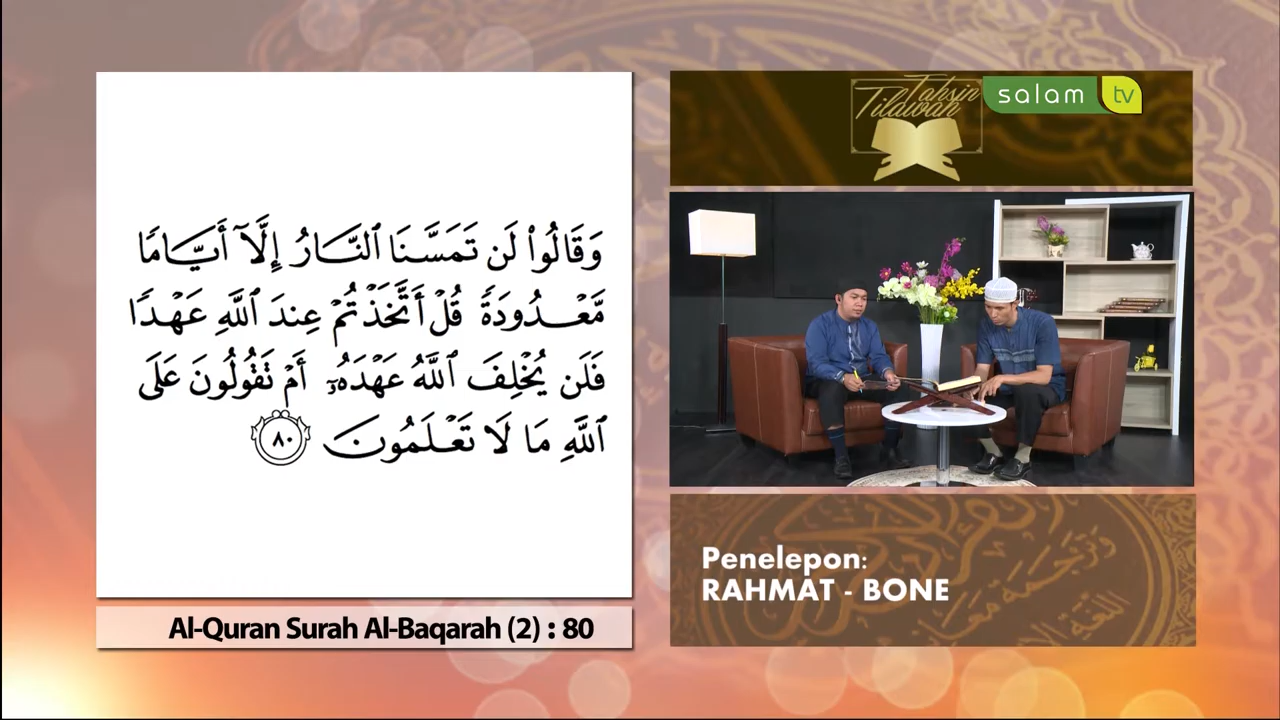 وَقَالُوا۟ لَن تَمَسَّنَا ٱلنَّارُ إِلَّآ أَيَّامًا
مَّعْدُودَةً قُلْ أَتَّخَذْتُمْ عِندَ ٱللَّهِ عَهْدًا
فَلَن يُخْلِفَ ٱللَّهُ عَهْدَهُۥٓ أَمْ تَقُولُونَ عَلَى
ٱللَّهِ مَا لَا تَعْلَمُونَ ٨٠
Al-Quran Surah Al-Baqarah (2) : 80
Tahsin
Tilawah
salam tv
Penelepon:
RAHMAT - BONE